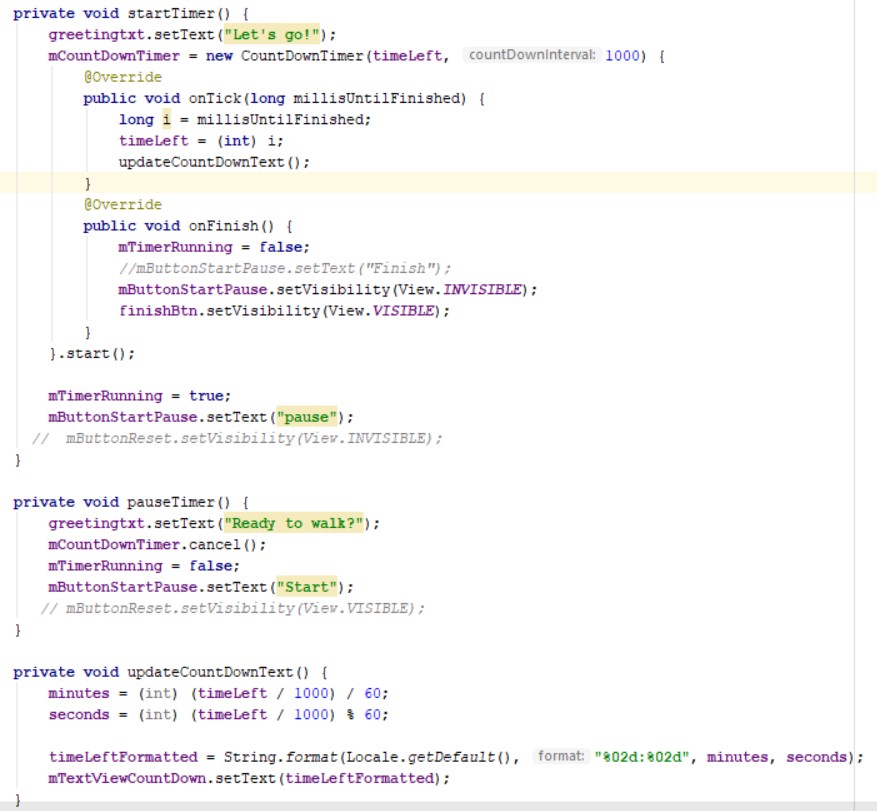 private void startTimer() {
greetingtxt.setText("Let's go!");
mCountDownTimer = new CountDownTimer(timeLeft, countDownInterval: 1000) {
@Override
public void onTick(long millisUntilFinished) {
long i = millisUntilFinished;
timeLeft = (int) i;
updateCountDownText();
}
@Override
public void onFinish() {
mTimerRunning = false;
//mButtonStartPause.setText("Finish");
mButtonStartPause.setVisibility(View.INVISIBLE);
finishBtn.setVisibility(View.VISIBLE);
}
}.start();
mTimerRunning = true;
mButtonStartPause.setText("pause");
// mButtonReset.setVisibility(View.INVISIBLE);
}
private void pauseTimer() {
greetingtxt.setText("Ready to walk?");
mCountDownTimer.cancel();
mTimerRunning = false;
mButtonStartPause.setText("Start");
// mButtonReset.setVisibility(View.VISIBLE);
}
private void updateCountDownText() {
minutes = (int) (timeLeft / 1000) / 60;
seconds = (int) (timeLeft / 1000) % 60;
timeLeftFormatted = String.format(Locale.getDefault(), format: "%02d:%02d", minutes, seconds);
mTextViewCountDown.setText(timeLeftFormatted);
}